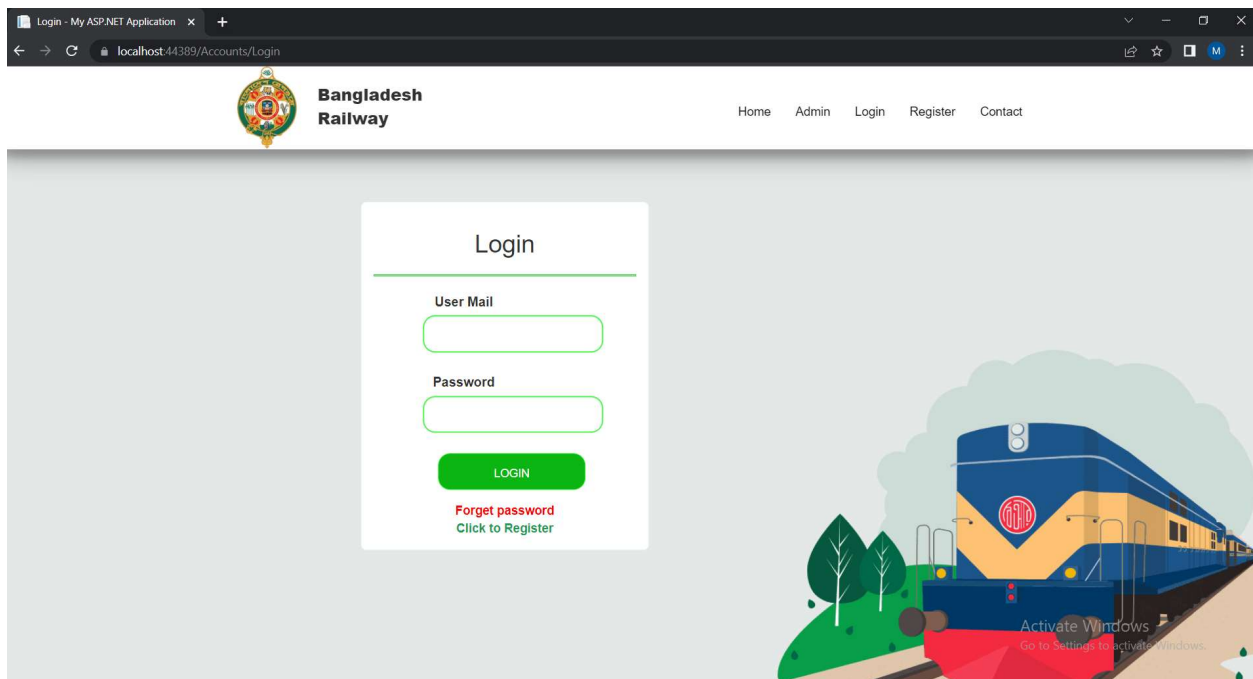 Login - My ASP.NET Application
localhost:44389/Accounts/Login
M
Bangladesh
Railway
Home Admin Login Register Contact
Login
User Mail
Password
LOGIN
Forget password
Click to Register
Activate Windows
Go to Settings to activate Windows.